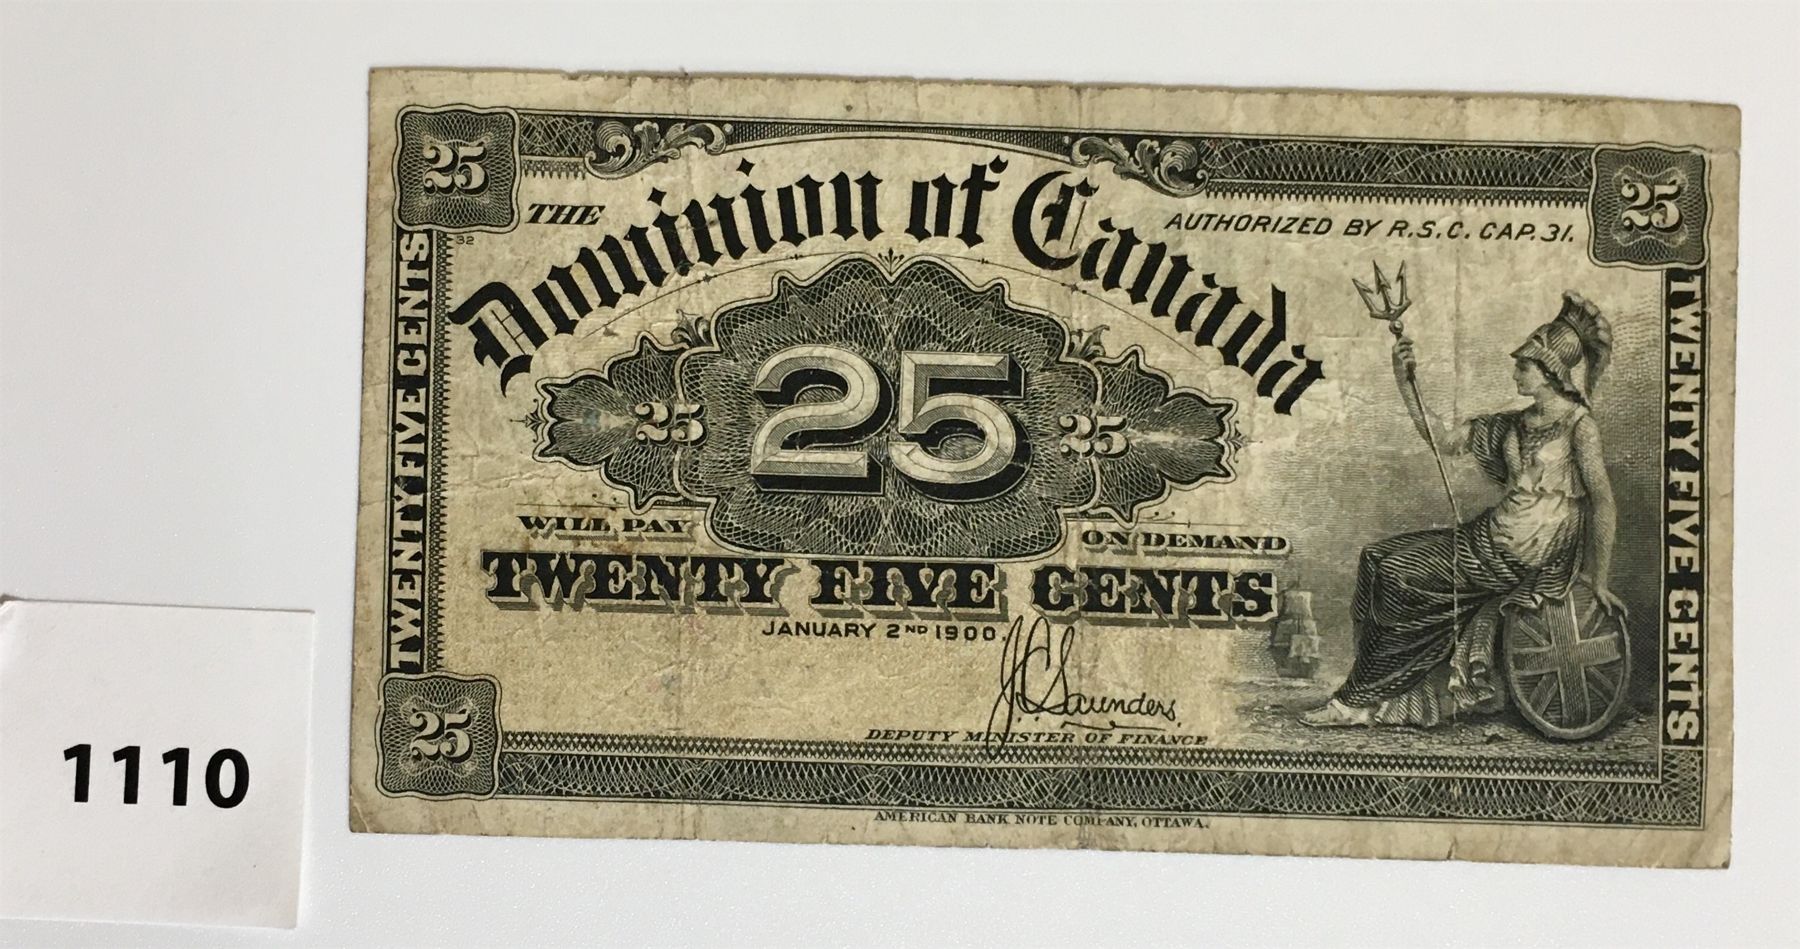 25
25
THE
Dominion of Canada
AUTHORIZED BY R.S.C. CAP. 31.
32
TWENTY FIVE CENTS
TWENTY FIVE CENTS
25
25
25
WILL PAY
ON DEMAND
TWENTY FIVE CENTS
JANUARY 2ND 1900.
J.C. Saunders.
DEPUTY MINISTER OF FINANCE
25
AMERICAN BANK NOTE COMPANY, OTTAWA.
1110